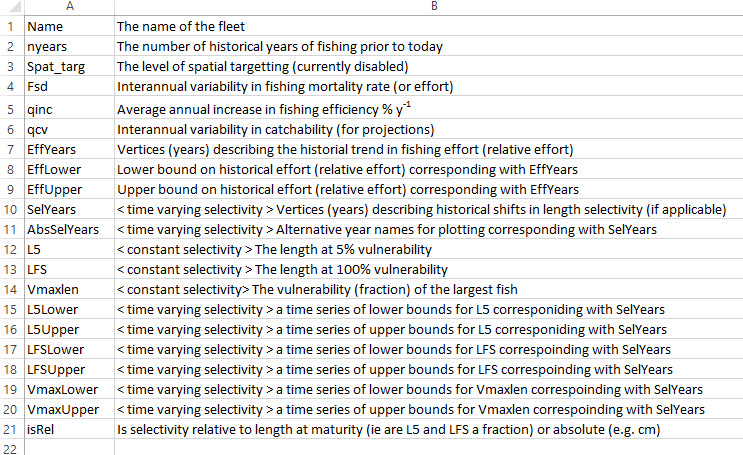 A B
1 Name The name of the fleet
2 nyears The number of historical years of fishing prior to today
3 Spat_targ The level of spatial targetting (currently disabled)
4 Fsd Interannual variability in fishing mortality rate (or effort)
5 qinc Average annual increase in fishing efficiency % y⁻¹
6 qcv Interannual variability in catchability (for projections)
7 EffYears Vertices (years) describing the historial trend in fishing effort (relative effort)
8 EffLower Lower bound on historical effort (relative effort) corresponding with EffYears
9 EffUpper Upper bound on historical effort (relative effort) corresponding with EffYears
10 SelYears < time varying selectivity > Vertices (years) describing historical shifts in length selectivity (if applicable)
11 AbsSelYears < time varying selectivity > Alternative year names for plotting corresponding with SelYears
12 L5 < constant selectivity > The length at 5% vulnerability
13 LFS < constant selectivity > The length at 100% vulnerability
14 Vmaxlen < constant selectivity> The vulnerability (fraction) of the largest fish
15 L5Lower < time varying selectivity > a time series of lower bounds for L5 corresponiding with SelYears
16 L5Upper < time varying selectivity > a time series of upper bounds for L5 corresponiding with SelYears
17 LFSLower < time varying selectivity > a time series of lower bounds for LFS correspoinding with SelYears
18 LFSUpper < time varying selectivity > a time series of upper bounds for LFS correspoinding with SelYears
19 VmaxLower < time varying selectivity > a time series of lower bounds for Vmaxlen correspoinding with SelYears
20 VmaxUpper < time varying selectivity > a time series of upper bounds for Vmaxlen correspoinding with SelYears
21 isRel Is selectivity relative to length at maturity (ie are L5 and LFS a fraction) or absolute (e.g. cm)
22